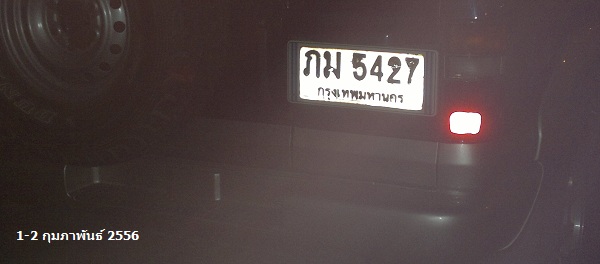 ภม 5427
กรุงเทพมหานคร
1-2 กุมภาพันธ์ 2556